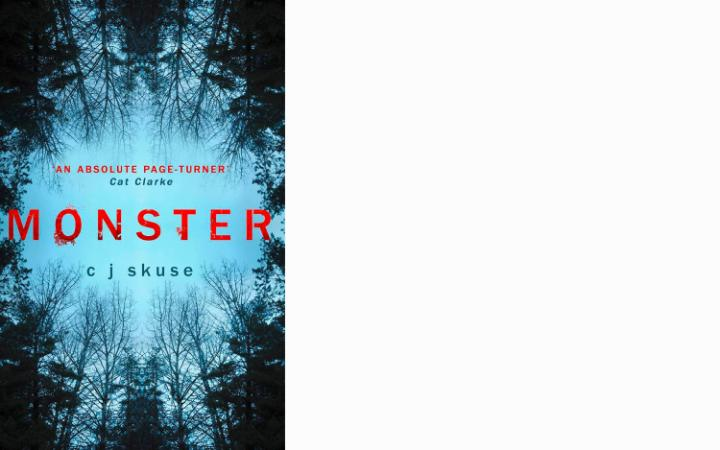 'AN ABSOLUTE PAGE-TURNER'
Cat Clarke
MONSTER
c j skuse